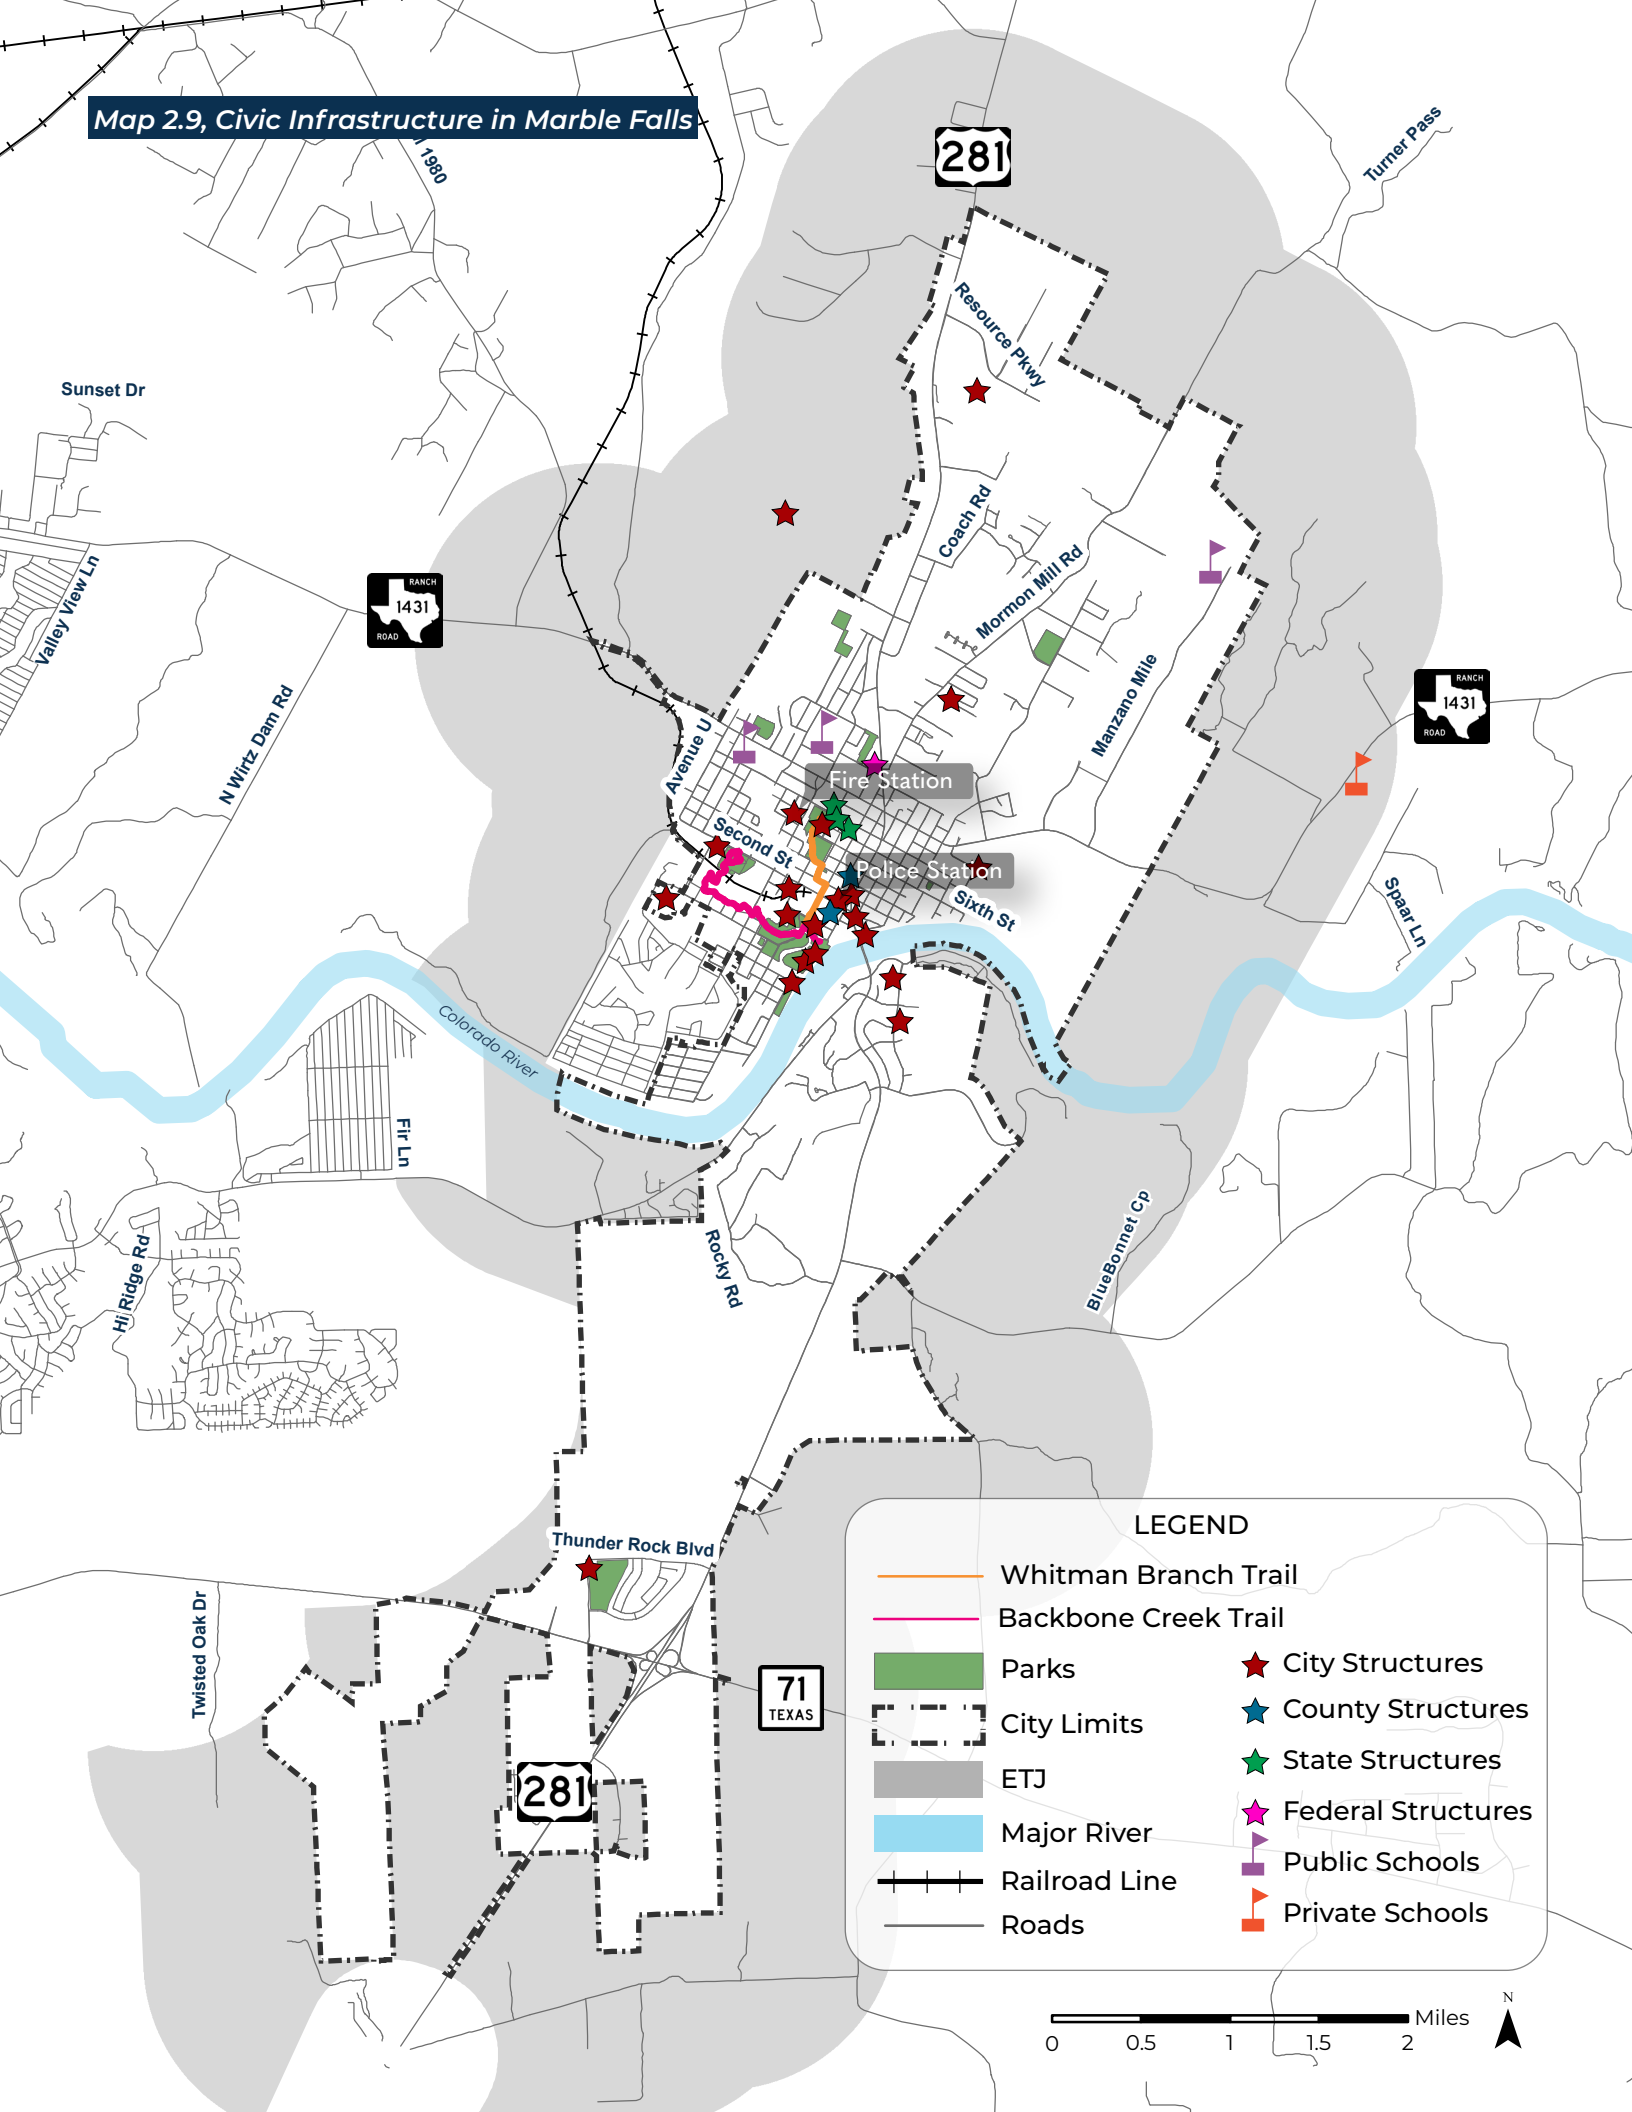 Map 2.9, Civic Infrastructure in Marble Falls
1980
281
Turner Pass
Resource Pkwy
Sunset Dr
Coach Rd
Mormon Mill Rd
Valley View Ln
RANCH
1431
ROAD
N Wirtz Dam Rd
Manzano Mile
RANCH
1431
ROAD
Avenue U
Fire Station
Second St
Police Station
Sixth St
Spaar Ln
Colorado River
Fir Ln
Hi Ridge Rd
Rocky Rd
BlueBonnet Cp
Thunder Rock Blvd
Twisted Oak Dr
71
TEXAS
281
LEGEND
Whitman Branch Trail
Backbone Creek Trail
Parks
City Limits
ETJ
Major River
Railroad Line
Roads
City Structures
County Structures
State Structures
Federal Structures
Public Schools
Private Schools
Miles
0 0.5 1 1.5 2
N